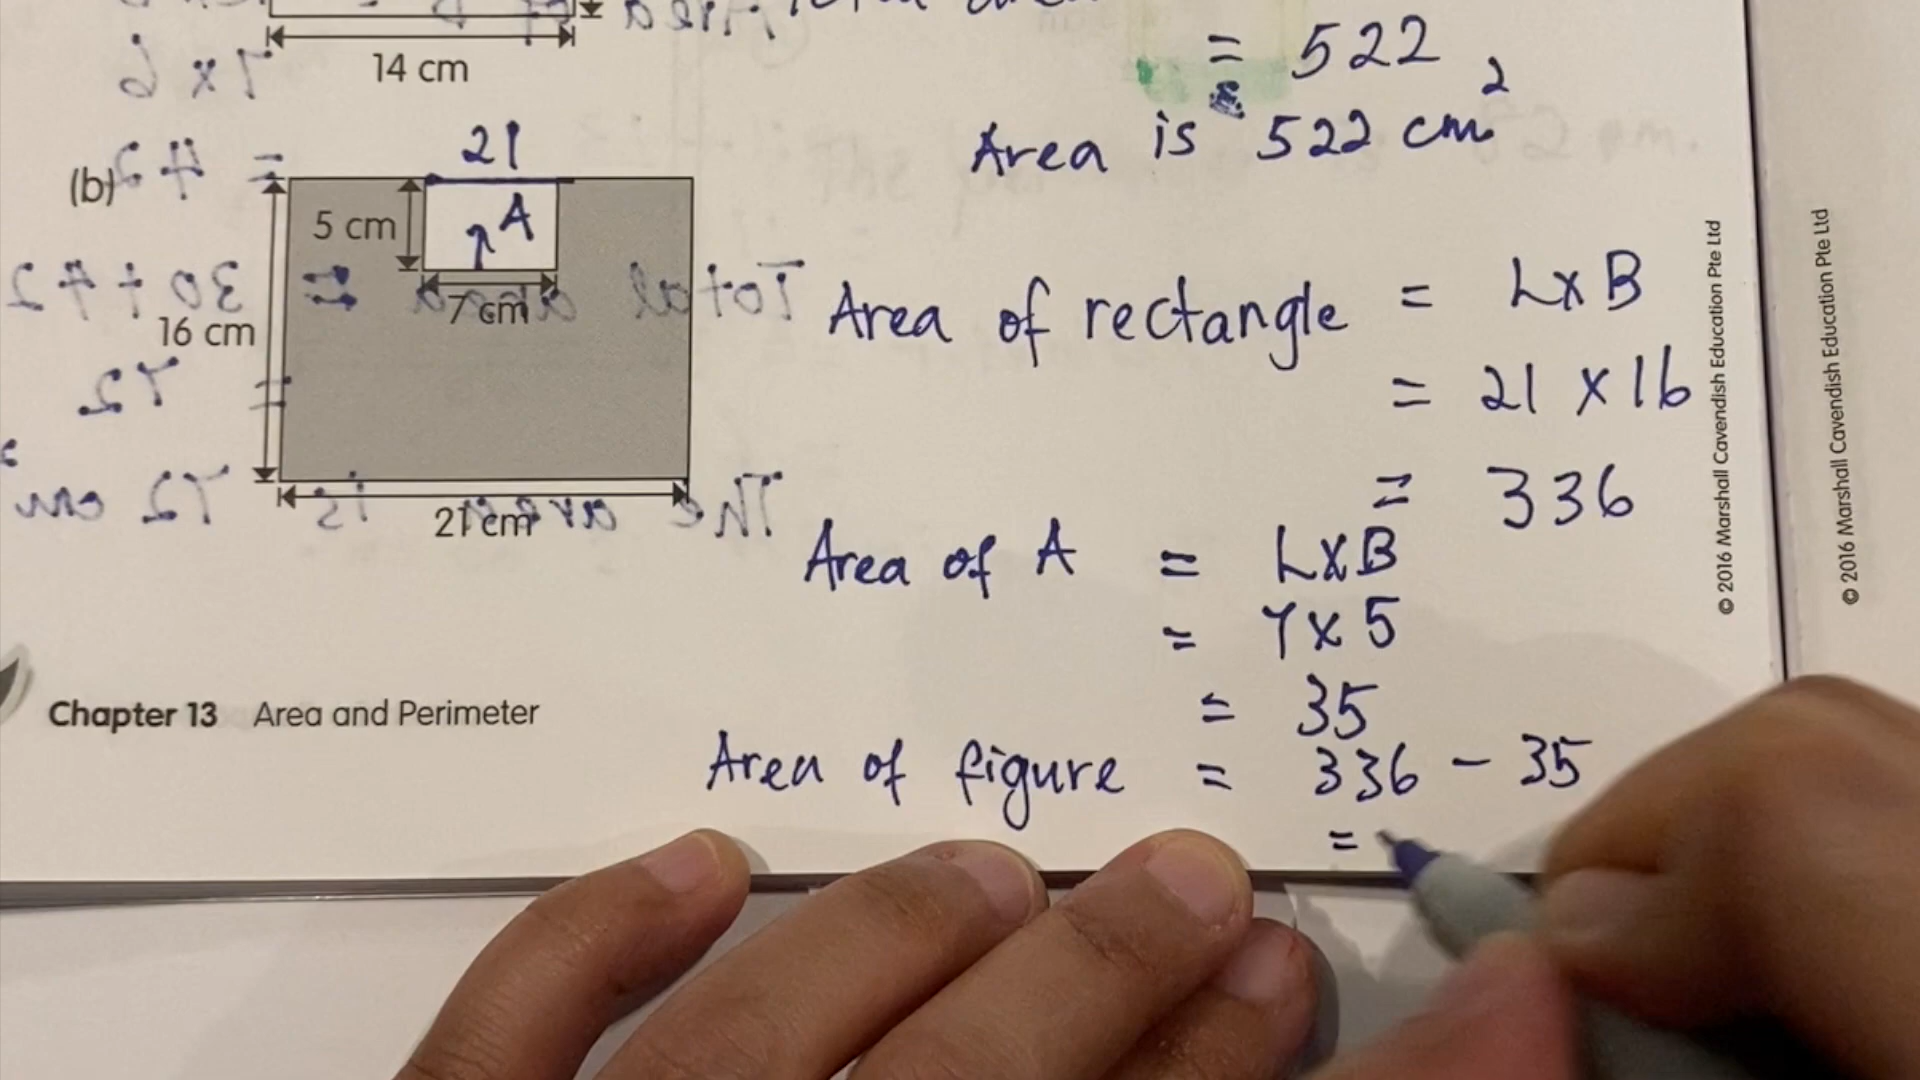 14 cm
= 522
Area is 522 cm²
(b)
21
5 cm
A
7 cm
16 cm
21 cm
Area of rectangle = L x B
= 21 x 16
= 336
Area of A = L x B
= 7 x 5
= 35
Area of figure = 336 - 35
=
Chapter 13 Area and Perimeter
© 2016 Marshall Cavendish Education Pte Ltd
© 2016 Marshall Cavendish Education Pte Ltd